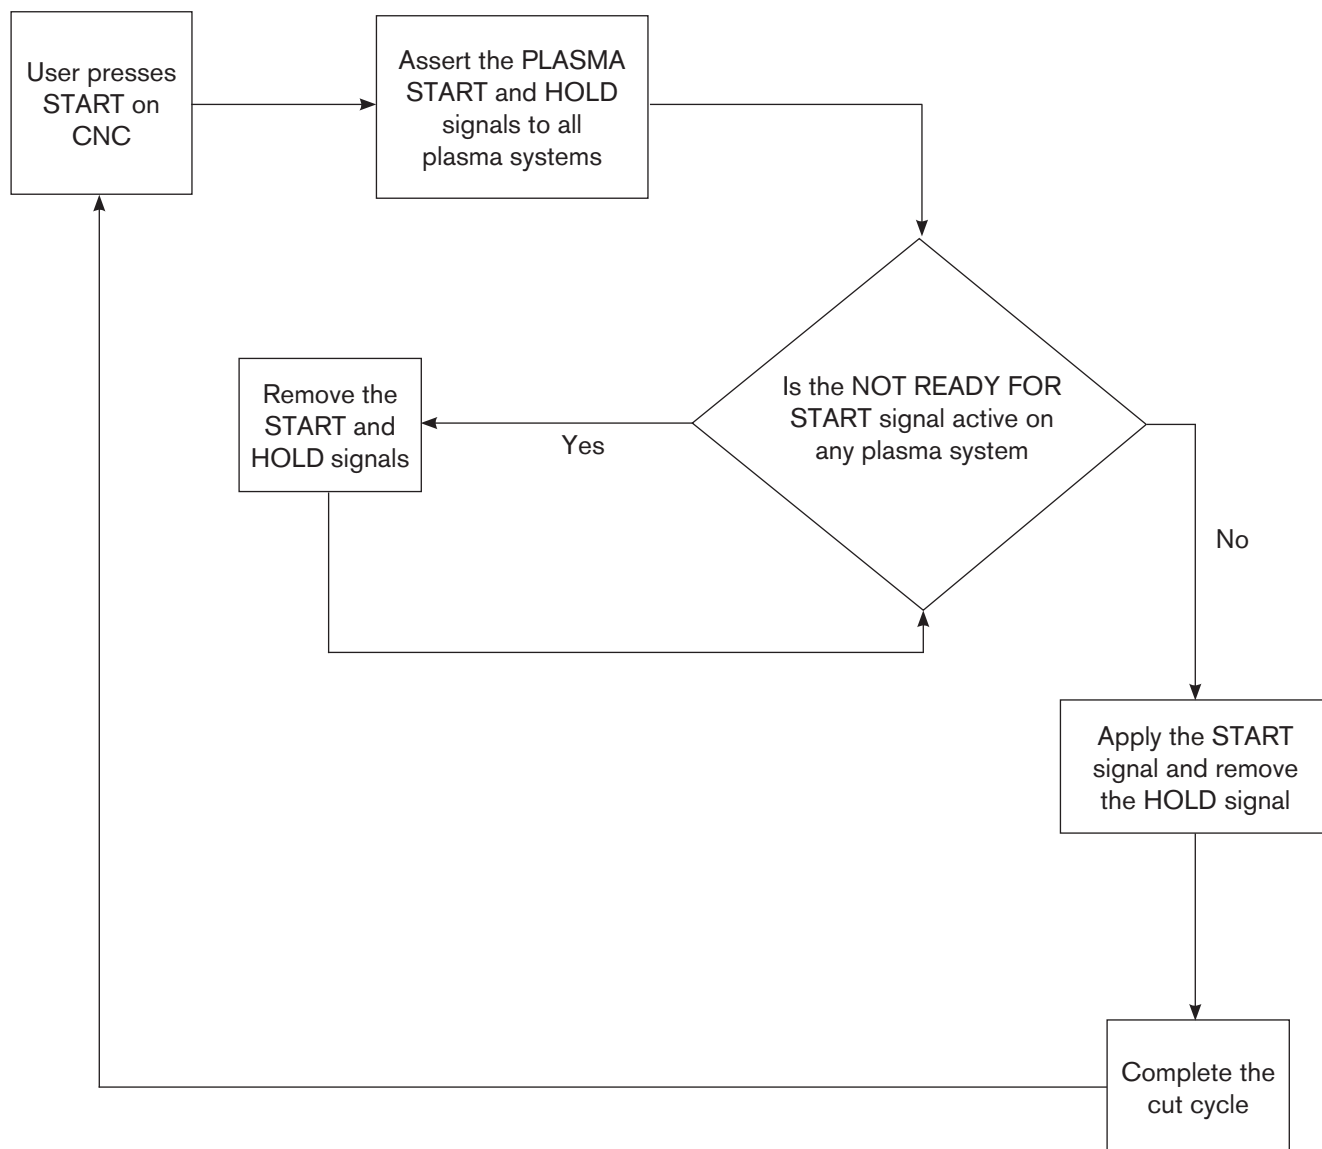 User presses
START on
CNC
Assert the PLASMA
START and HOLD
signals to all
plasma systems
Is the NOT READY FOR
START signal active on
any plasma system
Yes
Remove the
START and
HOLD signals
No
Apply the START
signal and remove
the HOLD signal
Complete the
cut cycle